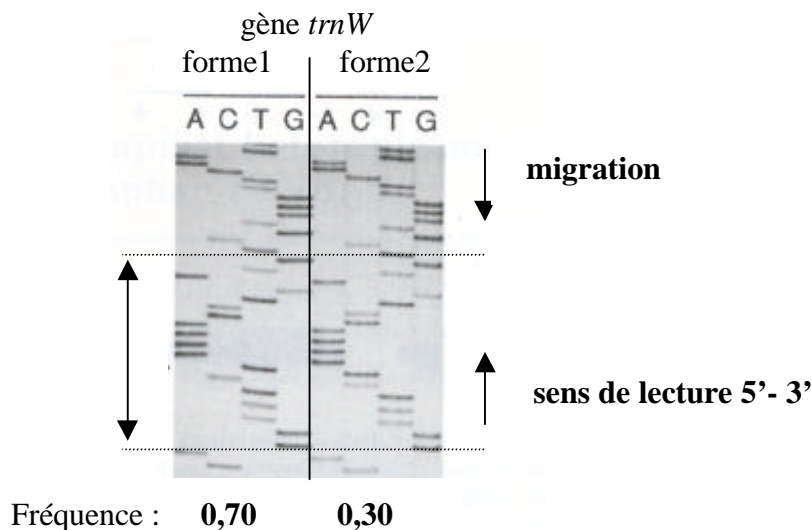 gène trnW
forme1 forme2
A C T G A C T G
migration
sens de lecture 5’- 3’
Fréquence : 0,70 0,30